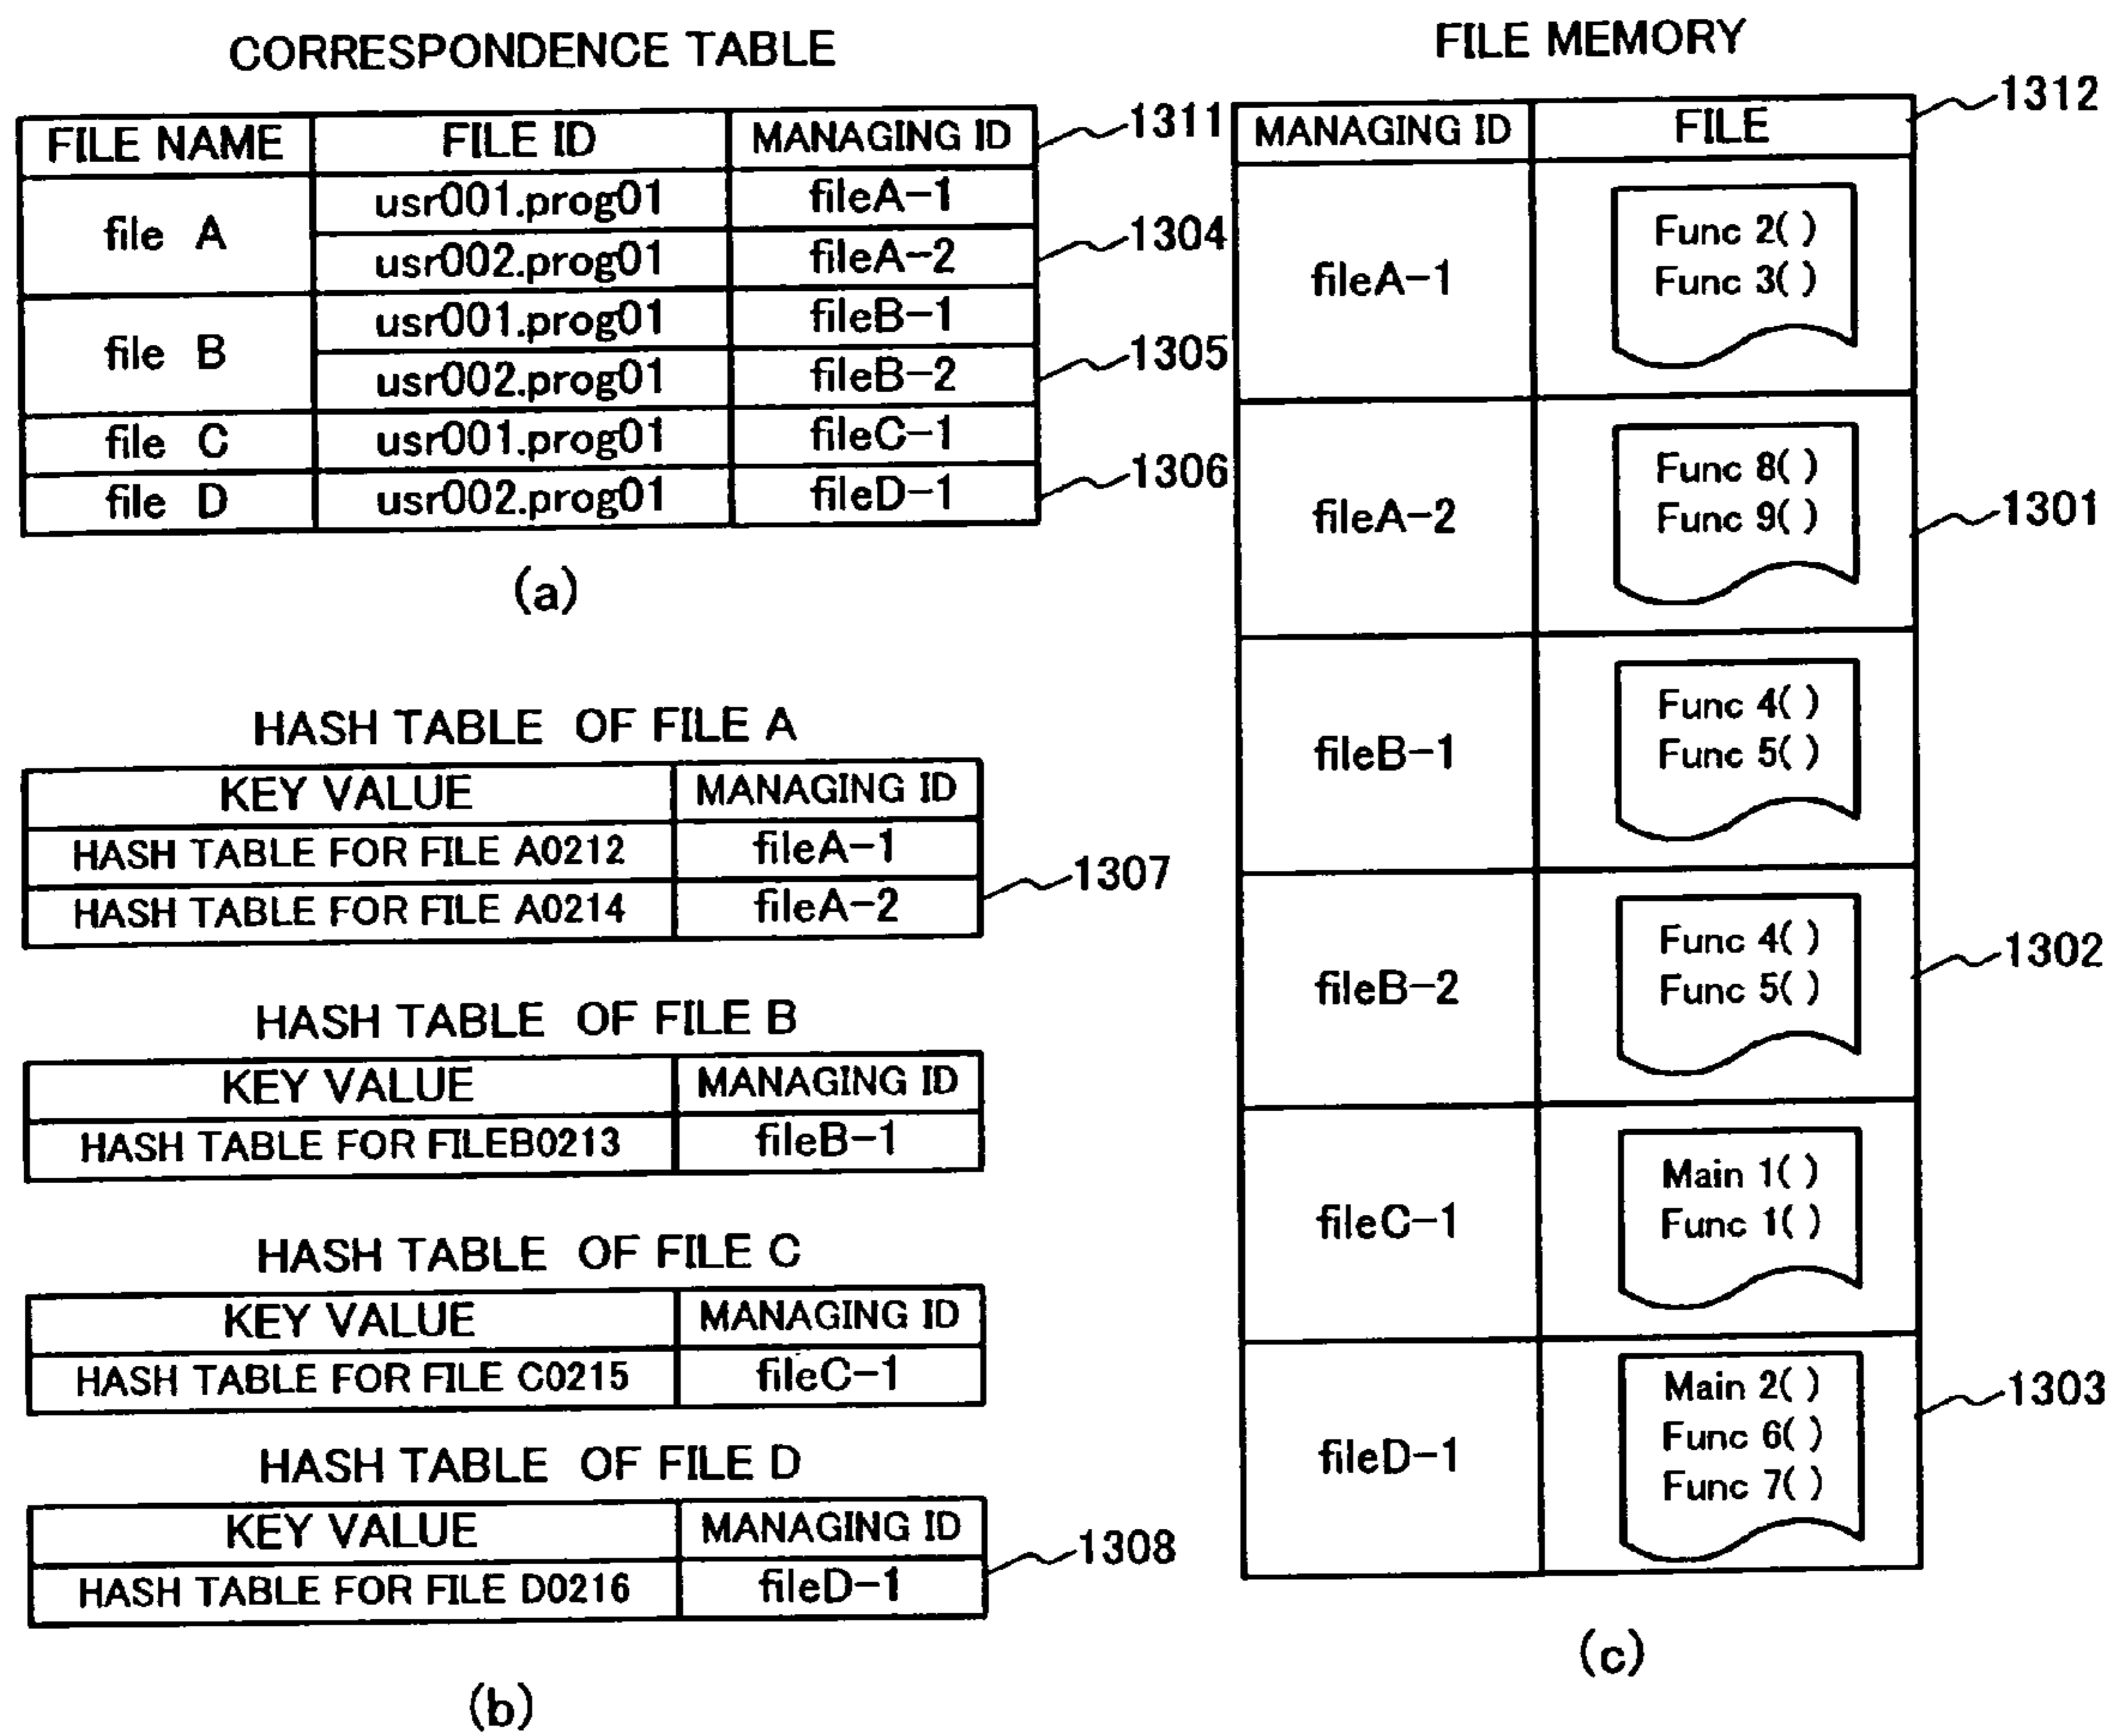 CORRESPONDENCE TABLE
FILE NAME FILE ID MANAGING ID 1311
file A usr001.prog01 fileA-1
usr002.prog01 fileA-2 1304
file B usr001.prog01 fileB-1
usr002.prog01 fileB-2 1305
file C usr001.prog01 fileC-1
file D usr002.prog01 fileD-1 1306
(a)
HASH TABLE OF FILE A
KEY VALUE MANAGING ID
HASH TABLE FOR FILE A0212 fileA-1
HASH TABLE FOR FILE A0214 fileA-2 1307
HASH TABLE OF FILE B
KEY VALUE MANAGING ID
HASH TABLE FOR FILEB0213 fileB-1
HASH TABLE OF FILE C
KEY VALUE MANAGING ID
HASH TABLE FOR FILE C0215 fileC-1
HASH TABLE OF FILE D
KEY VALUE MANAGING ID
HASH TABLE FOR FILE D0216 fileD-1 1308
(b)
FILE MEMORY
MANAGING ID FILE 1312
fileA-1
Func 2( )
Func 3( )
fileA-2
Func 8( )
Func 9( )
1301
fileB-1
Func 4( )
Func 5( )
fileB-2
Func 4( )
Func 5( )
1302
fileC-1
Main 1( )
Func 1( )
fileD-1
Main 2( )
Func 6( )
Func 7( )
1303
(c)